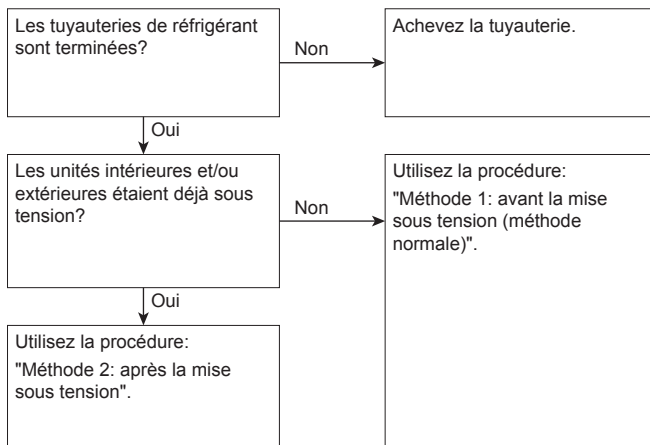 Les tuyauteries de réfrigérant
sont terminées?
Non
Achevez la tuyauterie.
Oui
Les unités intérieures et/ou
extérieures étaient déjà sous
tension?
Non
Utilisez la procédure:
"Méthode 1: avant la mise
sous tension (méthode
normale)".
Oui
Utilisez la procédure:
"Méthode 2: après la mise
sous tension".